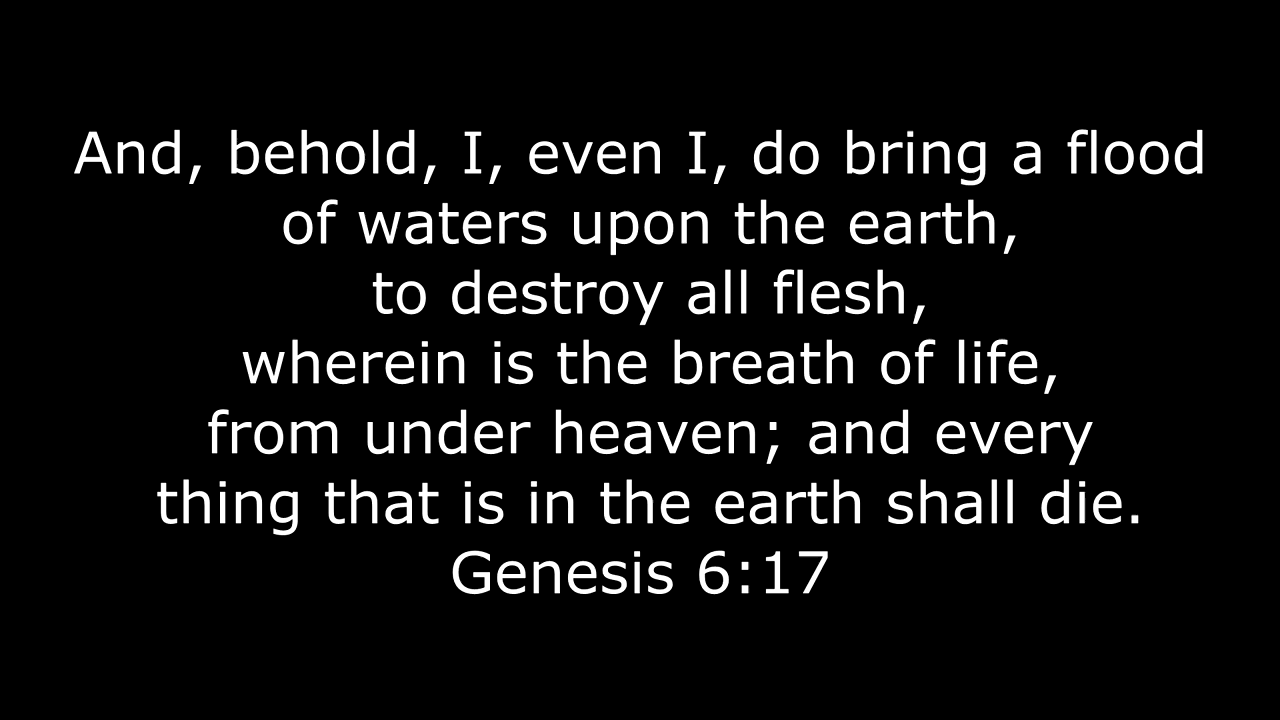 And, behold, I, even I, do bring a flood
of waters upon the earth,
to destroy all flesh,
wherein is the breath of life,
from under heaven; and every
thing that is in the earth shall die.
Genesis 6:17